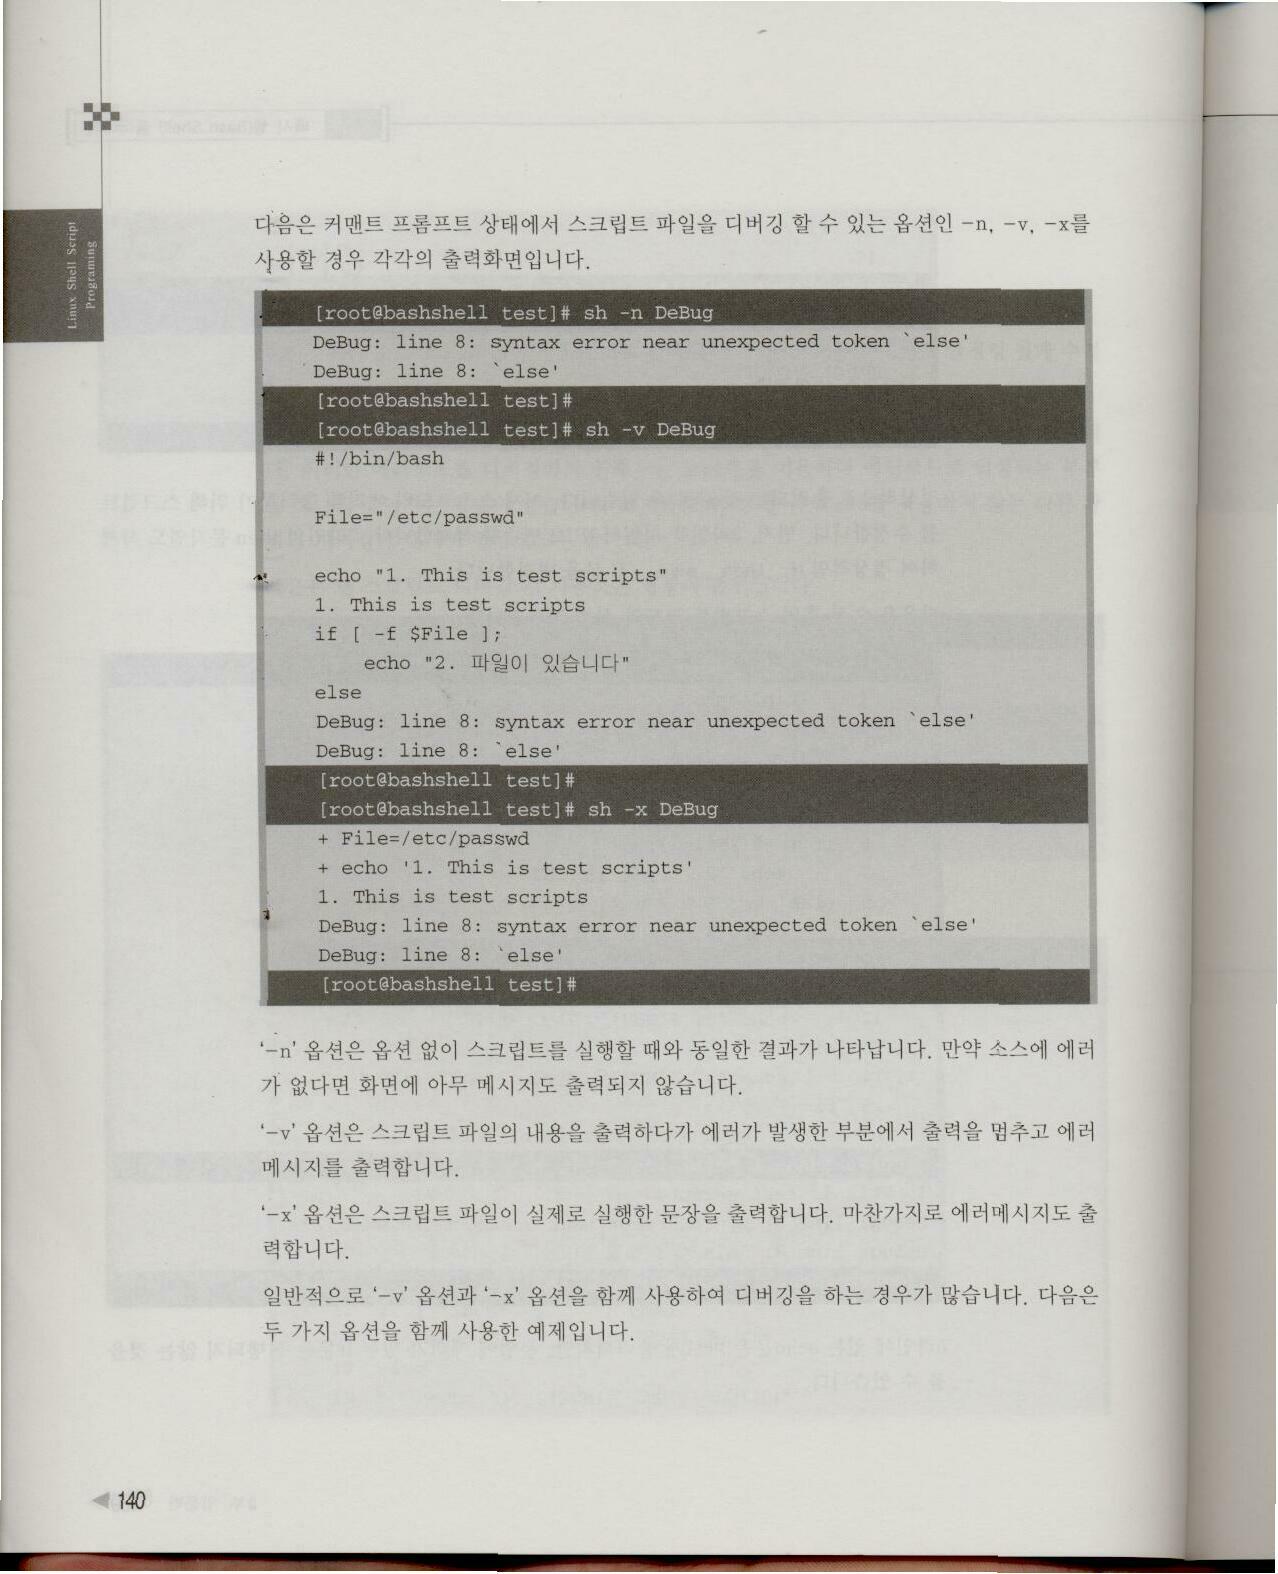 Linux Shell Script
Programing
다음은 커맨트 프롬프트 상태에서 스크립트 파일을 디버깅 할 수 있는 옵션인 -n, -v, -x를
사용할 경우 각각의 출력화면입니다.
[root@bashshell test]# sh -n DeBug
DeBug: line 8: syntax error near unexpected token `else'
DeBug: line 8: `else'
[root@bashshell test]#
[root@bashshell test]# sh -v DeBug
#!/bin/bash
File="/etc/passwd"
echo "1. This is test scripts"
1. This is test scripts
if [ -f $File ];
echo "2. 파일이 있습니다"
else
DeBug: line 8: syntax error near unexpected token `else'
DeBug: line 8: `else'
[root@bashshell test]#
[root@bashshell test]# sh -x DeBug
+ File=/etc/passwd
+ echo '1. This is test scripts'
1. This is test scripts
DeBug: line 8: syntax error near unexpected token `else'
DeBug: line 8: `else'
[root@bashshell test]#
‘-n’ 옵션은 옵션 없이 스크립트를 실행할 때와 동일한 결과가 나타납니다. 만약 소스에 에러
가 없다면 화면에 아무 메시지도 출력되지 않습니다.
‘-v’ 옵션은 스크립트 파일의 내용을 출력하다가 에러가 발생한 부분에서 출력을 멈추고 에러
메시지를 출력합니다.
‘-x’ 옵션은 스크립트 파일이 실제로 실행한 문장을 출력합니다. 마찬가지로 에러메시지도 출
력합니다.
일반적으로 ‘-v’ 옵션과 ‘-x’ 옵션을 함께 사용하여 디버깅을 하는 경우가 많습니다. 다음은
두 가지 옵션을 함께 사용한 예제입니다.
140